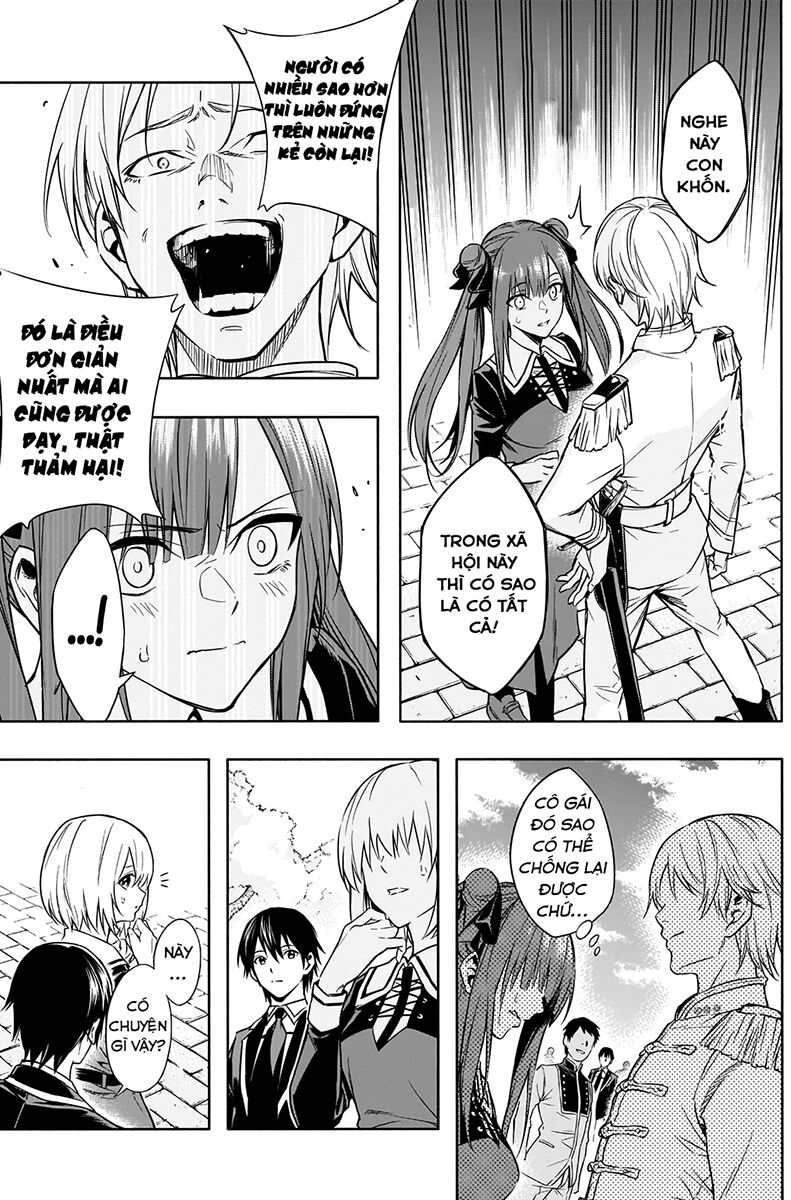 NGHE
NÀY
CON
KHỐN.
TRONG XÃ
HỘI NÀY
THÌ CÓ SAO
LÀ CÓ TẤT
CẢ!
NGƯỜI CÓ
NHIỀU SAO HƠN
THÌ LUÔN ĐỨNG
TRÊN NHỮNG
KẺ CÒN LẠI!
ĐÓ LÀ ĐIỀU
ĐƠN GIẢN
NHẤT MÀ AI
CŨNG ĐƯỢC
DẠY, THẬT
THẢM HẠI!
...!
CÔ GÁI
ĐÓ SAO
CÓ THỂ
CHỐNG LẠI
ĐƯỢC
CHỨ...
NÃY
...
CÓ
CHUYỆN
GÌ VẬY?